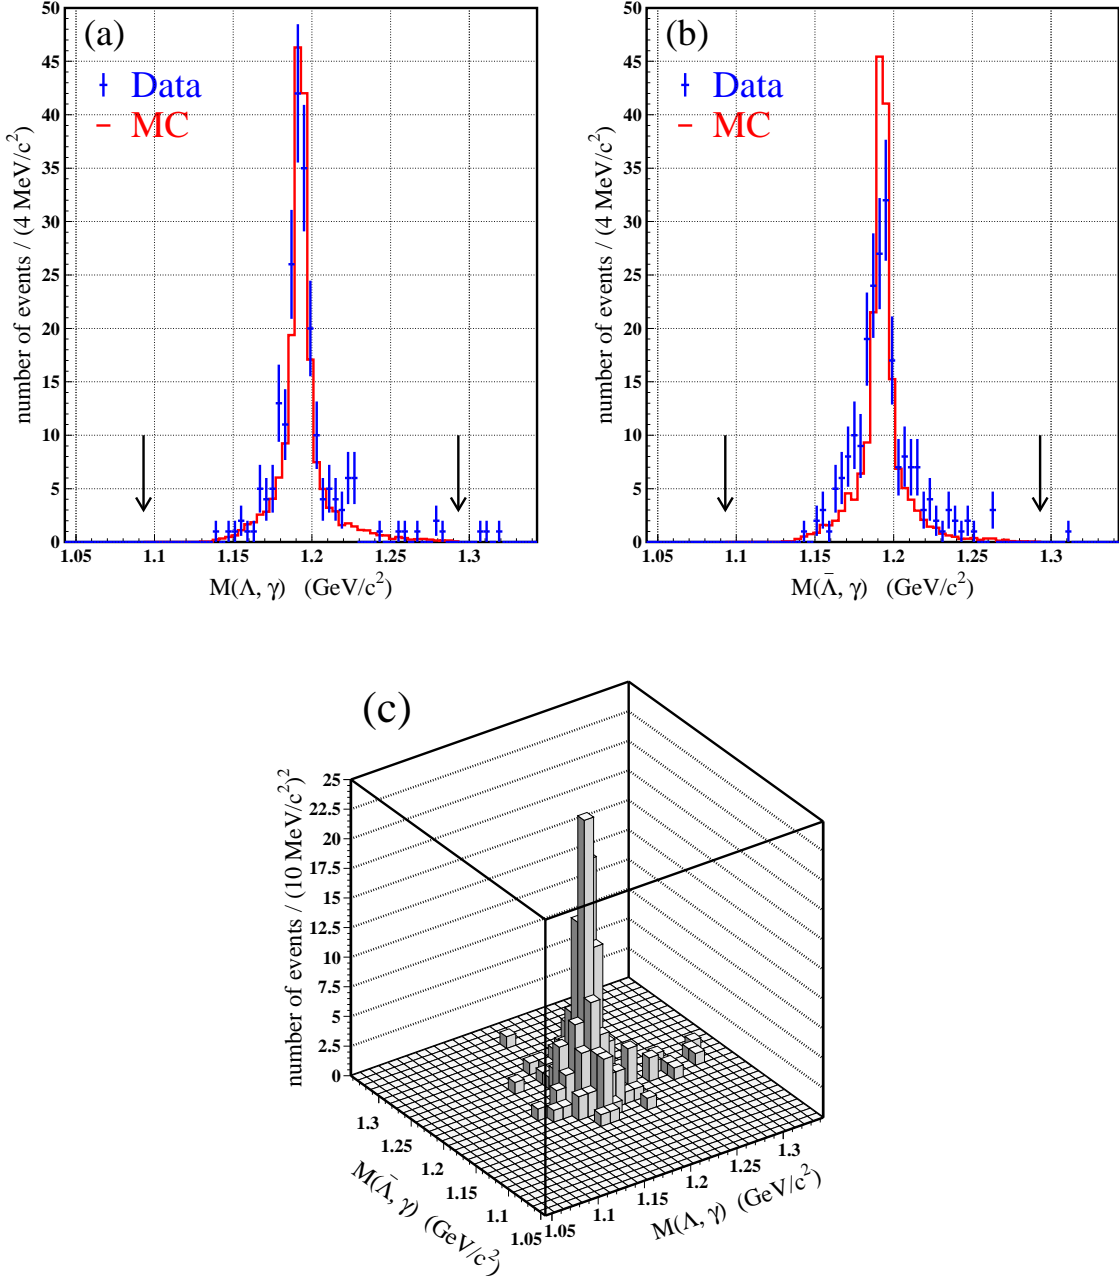 (a)
Data
MC
number of events / (4 MeV/c²)
50
45
40
35
30
25
20
15
10
5
0
1.05 1.1 1.15 1.2 1.25 1.3
M(Λ, γ) (GeV/c²)
(b)
Data
MC
number of events / (4 MeV/c²)
50
45
40
35
30
25
20
15
10
5
0
1.05 1.1 1.15 1.2 1.25 1.3
M(Λ̄, γ) (GeV/c²)
(c)
number of events / (10 MeV/c²)²
25
22.5
20
17.5
15
12.5
10
7.5
5
2.5
0
1.3
1.25
1.2
1.15
1.1
1.05
M(Λ̄, γ) (GeV/c²)
1.05
1.1
1.15
1.2
1.25
1.3
M(Λ, γ) (GeV/c²)